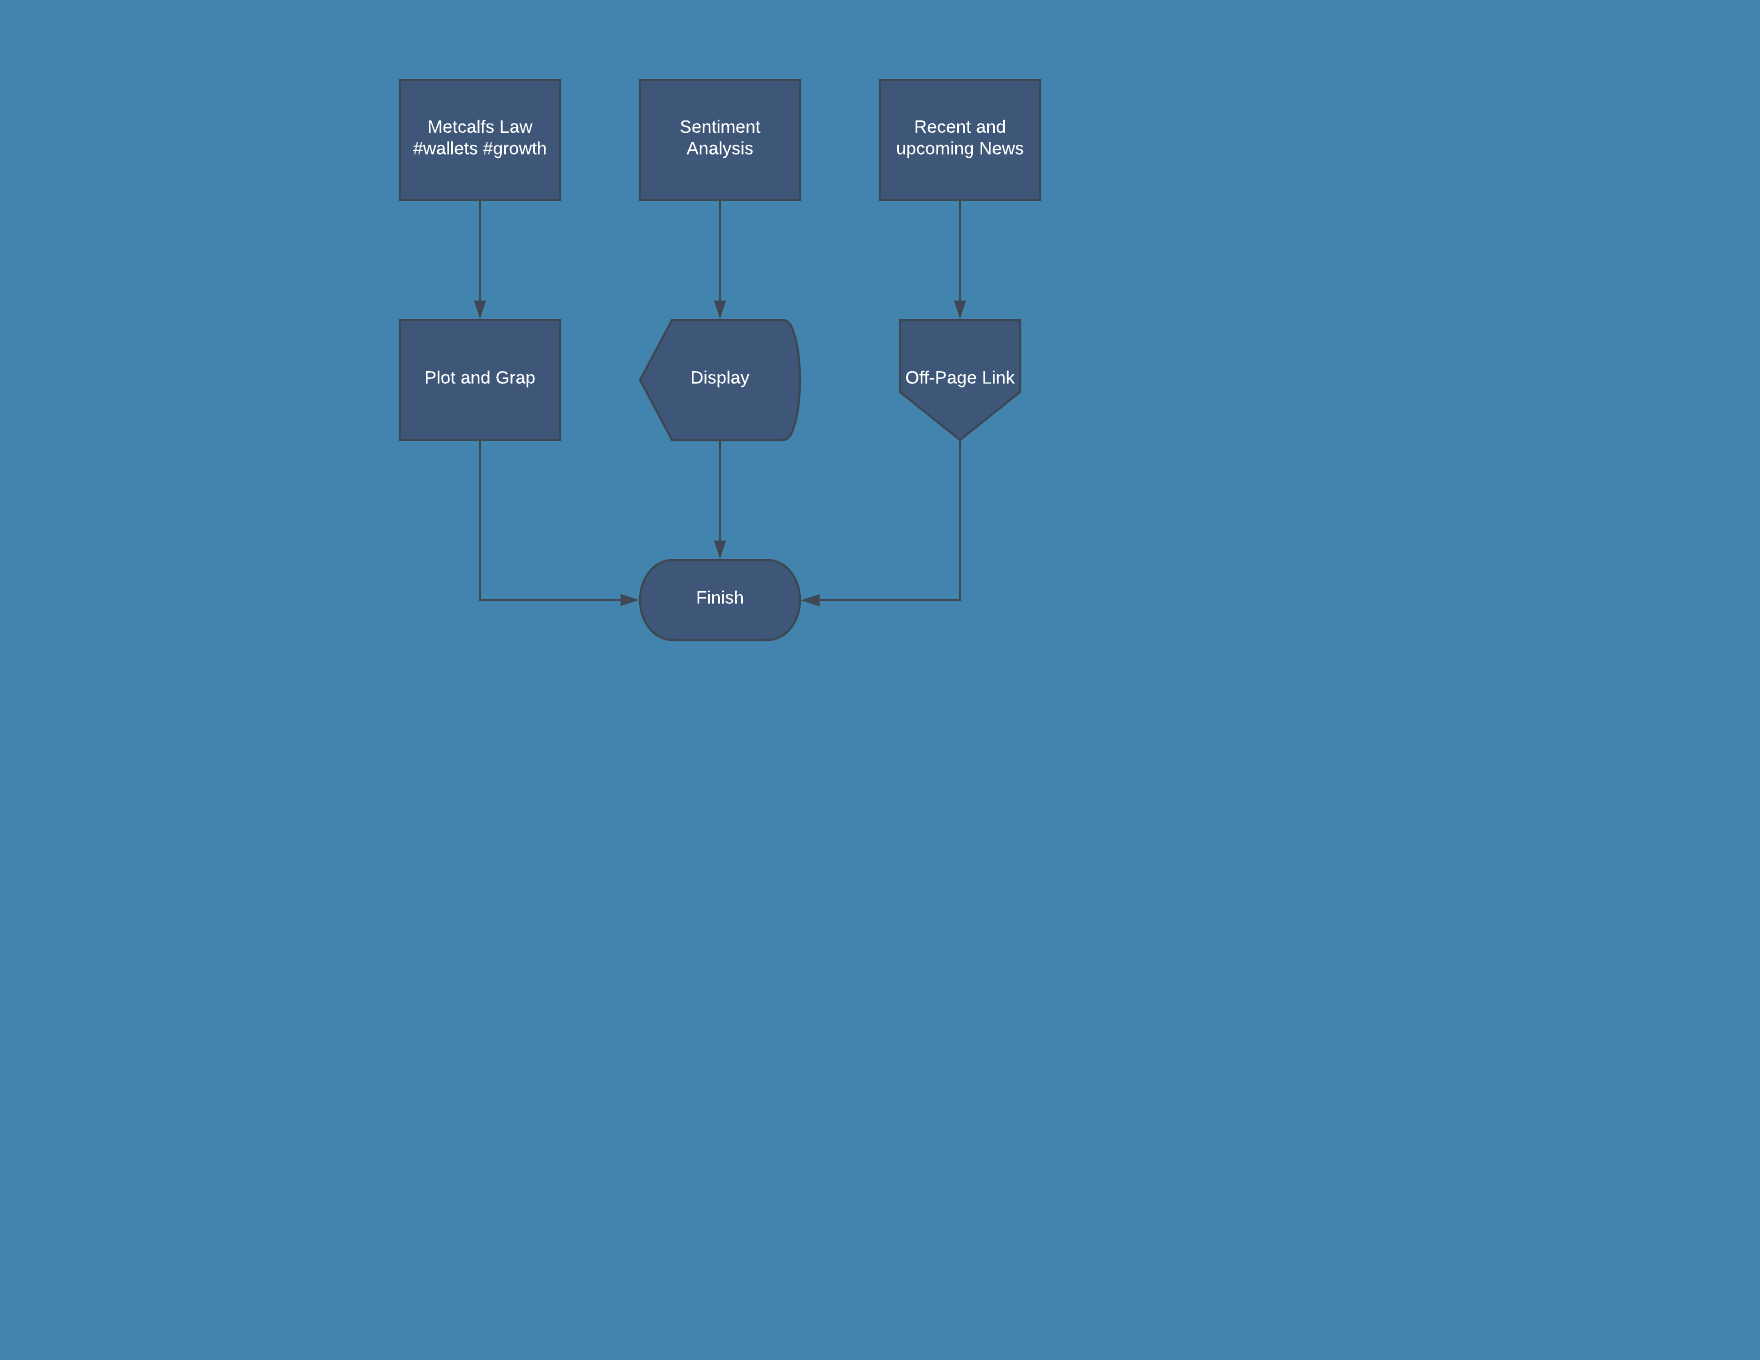 Metcalfs Law
#wallets #growth
Sentiment
Analysis
Recent and
upcoming News
Plot and Grap
Display
Off-Page Link
Finish